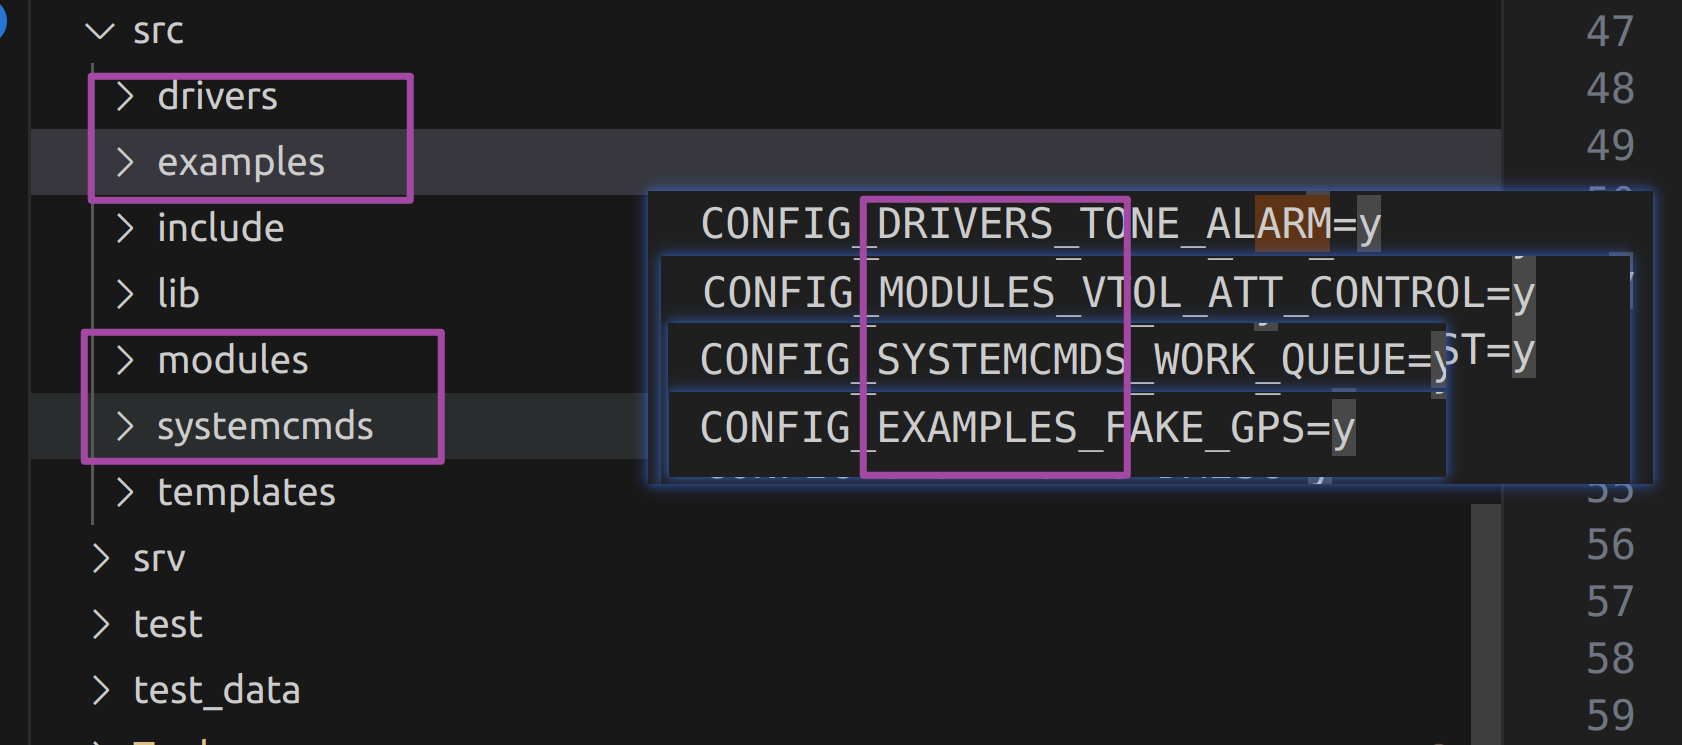 src
drivers
examples
include
lib
modules
systemcmds
templates
srv
test
test_data
CONFIG_DRIVERS_TONE_ALARM=y
CONFIG_MODULES_VTOL_ATT_CONTROL=y
CONFIG_SYSTEMCMDS_WORK_QUEUE=y
ST=y
CONFIG_EXAMPLES_FAKE_GPS=y
47
48
49
55
56
57
58
59